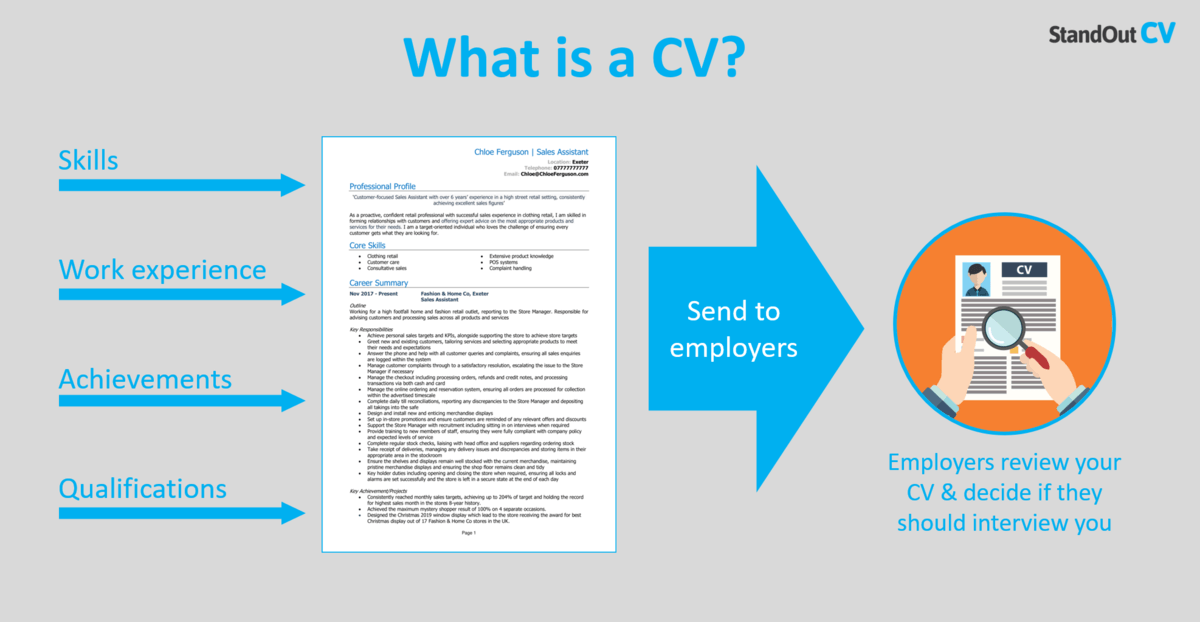 What is a CV?
StandOut CV
Skills
Work experience
Achievements
Qualifications
Chloe Ferguson | Sales Assistant
Location: Exeter
Telephone: 07777777777
Email: Chloe@ChloeFerguson.com
Professional Profile
"Customer-focused Sales Assistant with over 6 years' experience in a high street retail setting, consistently
achieving excellent sales figures"
As a proactive, confident retail professional with successful sales experience in clothing retail, I am skilled in
forming relationships with customers and offering expert advice on the most appropriate products and
services for their needs. I am a target-oriented individual who loves the challenge of ensuring every
customer gets what they are looking for.
Core Skills
• Clothing retail
• Customer care
• Consultative sales
• Extensive product knowledge
• POS systems
• Complaint handling
Career Summary
Nov 2017 - Present Fashion & Home Co, Exeter
Sales Assistant
Outline
Working for a high footfall home and fashion retail outlet, reporting to the Store Manager. Responsible for
advising customers and processing sales across all products and services
Key Responsibilities
• Achieve personal sales targets and KPIs, alongside supporting the store to achieve store targets
• Greet new and existing customers, tailoring services and selecting appropriate products to meet
their needs and expectations
• Answer the phone and help with all customer queries and complaints, ensuring all sales enquiries
are logged within the system
• Manage customer complaints through to a satisfactory resolution, escalating the issue to the Store
Manager if necessary
• Manage the checkout including processing orders, refunds and credit notes, and processing
transactions via both cash and card
• Manage the online ordering and reservation system, ensuring all orders are processed for collection
within the advertised timescale
• Complete daily till reconciliations, reporting any discrepancies to the Store Manager and depositing
all takings into the safe
• Design and install new and enticing merchandise displays
• Set up in-store promotions and ensure customers are reminded of any relevant offers and discounts
• Support the Store Manager with recruitment including sitting in on interviews when required
• Provide training to new members of staff, ensuring they were fully compliant with company policy
and expected levels of service
• Complete regular stock checks, liaising with head office and suppliers regarding ordering stock
• Take receipt of deliveries, managing any delivery issues and discrepancies and storing items in their
appropriate area in the stockroom
• Ensure the shelves and displays remain well stocked with the current merchandise, maintaining
pristine merchandise displays and ensuring the shop floor remains clean and tidy
• Key holder duties including opening and closing the store when required, ensuring all locks and
alarms are set successfully and the store is left in a secure state at the end of each day
Key Achievement/Projects
• Consistently reached monthly sales targets, achieving up to 204% of target and holding the record
for highest sales month in the stores 8-year history.
• Achieved the maximum mystery shopper result of 100% on 4 separate occasions.
• Designed the Christmas 2019 window display which lead to the store receiving the award for best
Christmas display out of 17 Fashion & Home Co stores in the UK.
Page 1
Send to
employers
CV
Employers review your
CV & decide if they
should interview you